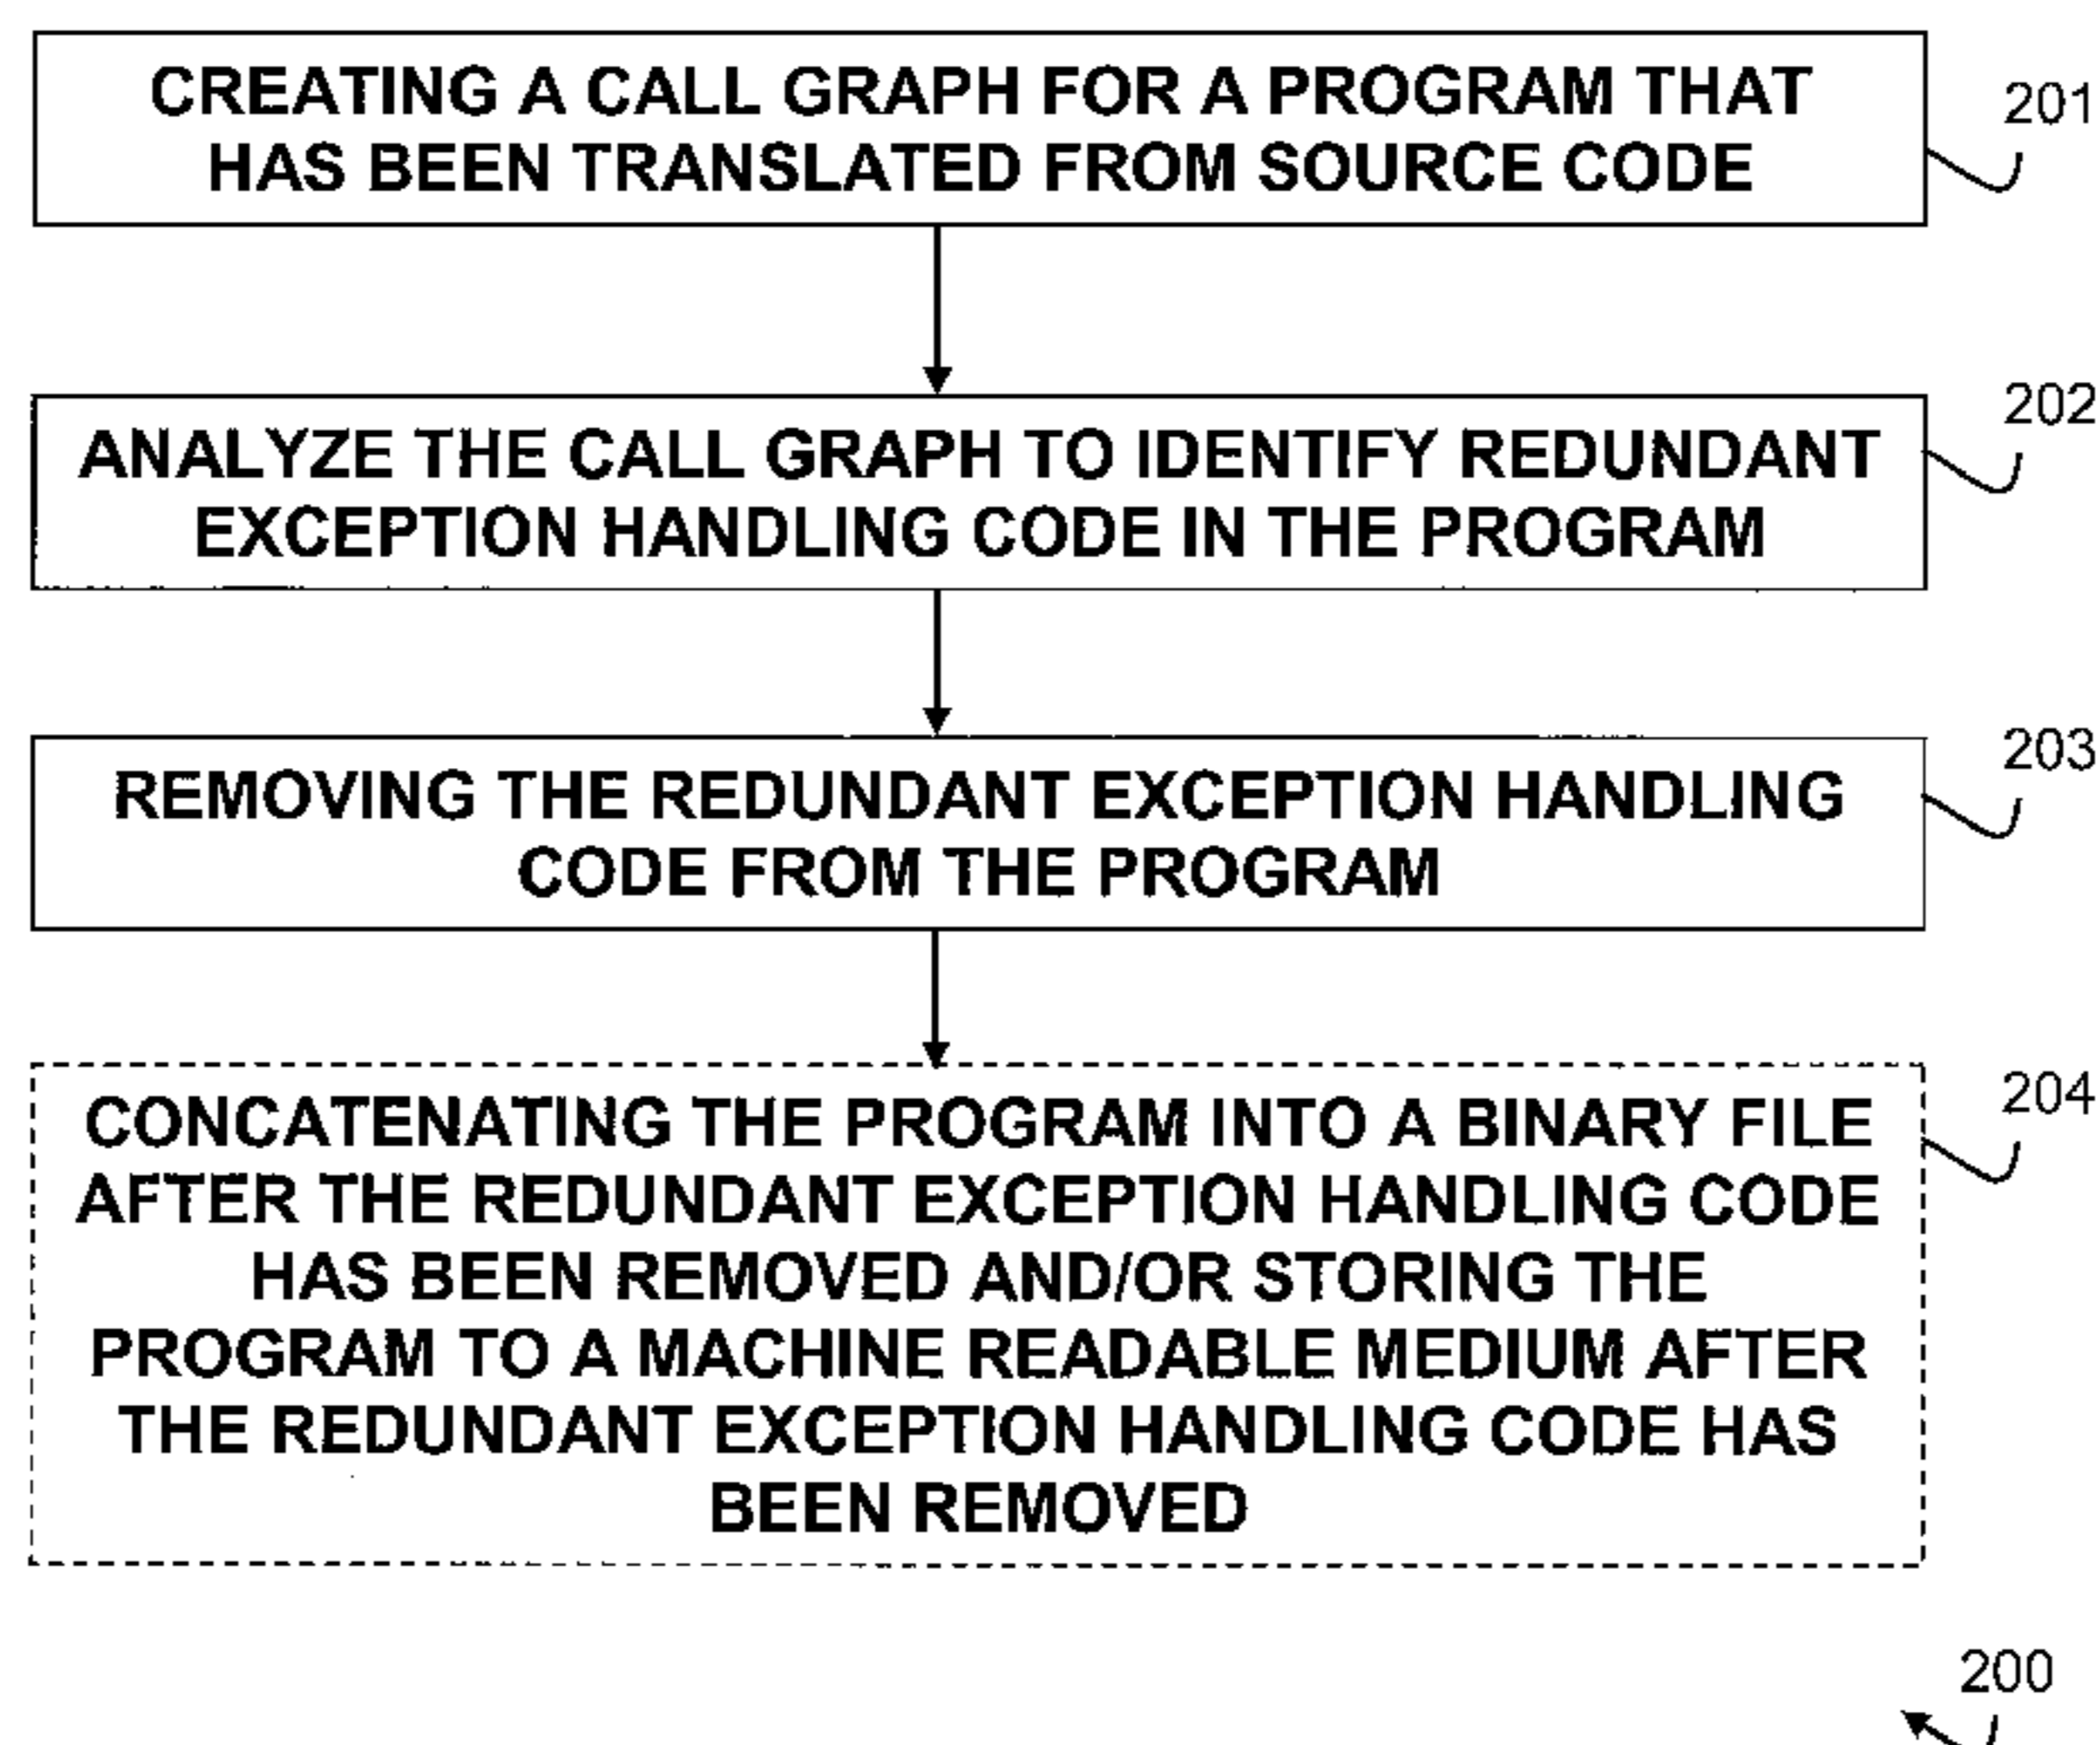 CREATING A CALL GRAPH FOR A PROGRAM THAT
HAS BEEN TRANSLATED FROM SOURCE CODE
201
ANALYZE THE CALL GRAPH TO IDENTIFY REDUNDANT
EXCEPTION HANDLING CODE IN THE PROGRAM
202
REMOVING THE REDUNDANT EXCEPTION HANDLING
CODE FROM THE PROGRAM
203
CONCATENATING THE PROGRAM INTO A BINARY FILE
AFTER THE REDUNDANT EXCEPTION HANDLING CODE
HAS BEEN REMOVED AND/OR STORING THE
PROGRAM TO A MACHINE READABLE MEDIUM AFTER
THE REDUNDANT EXCEPTION HANDLING CODE HAS
BEEN REMOVED
204
200